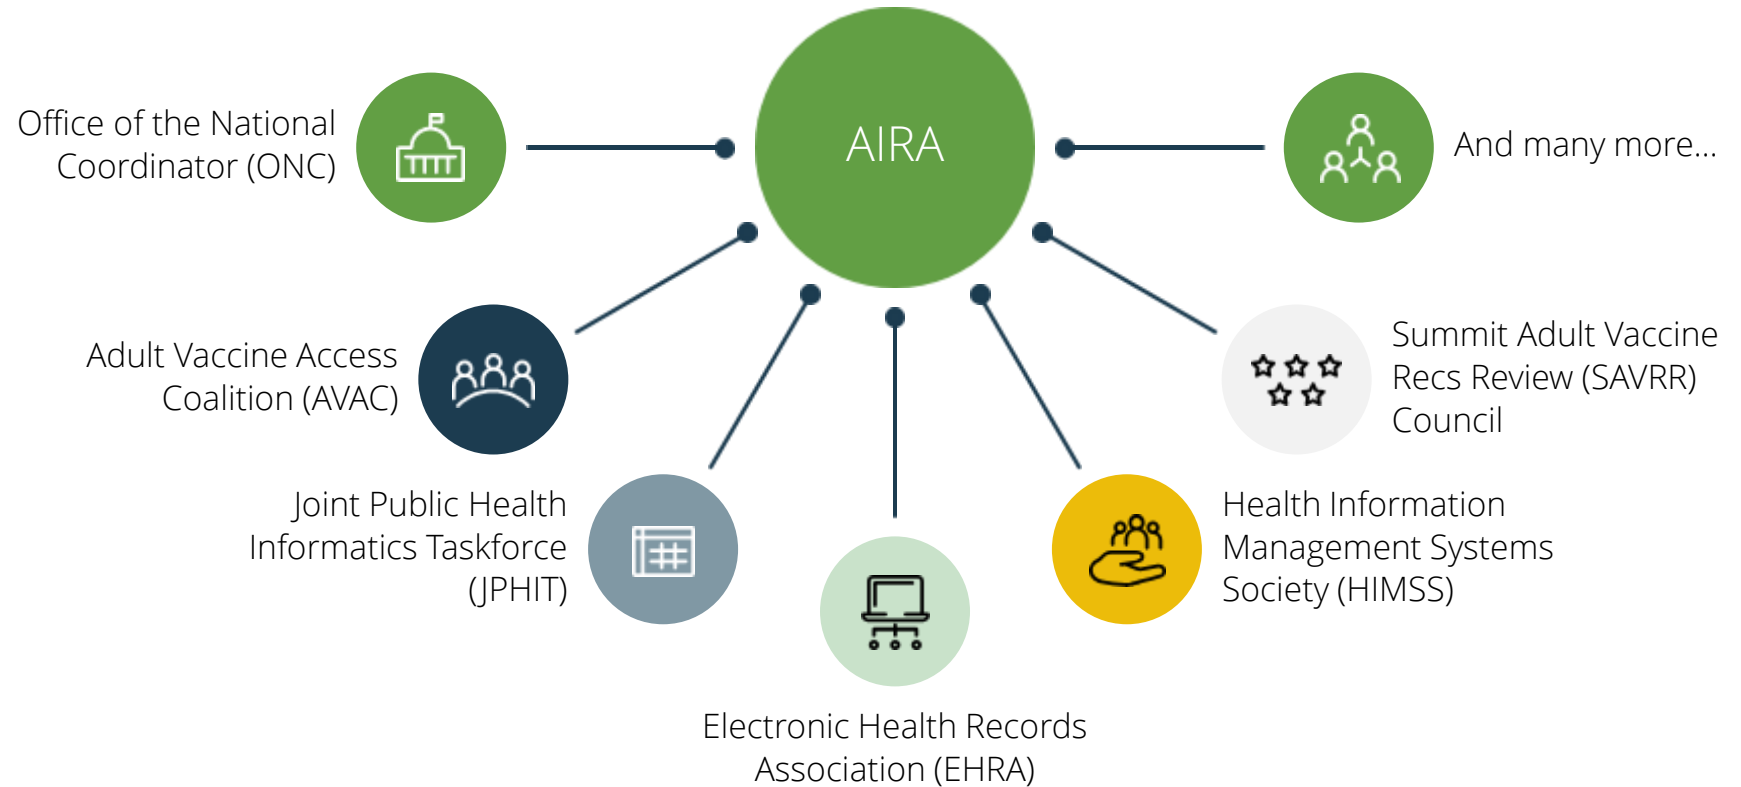 AIRA
Office of the National
Coordinator (ONC)
And many more...
Adult Vaccine Access
Coalition (AVAC)
Summit Adult Vaccine
Recs Review (SAVRR)
Council
Joint Public Health
Informatics Taskforce
(JPHIT)
Health Information
Management Systems
Society (HIMSS)
Electronic Health Records
Association (EHRA)